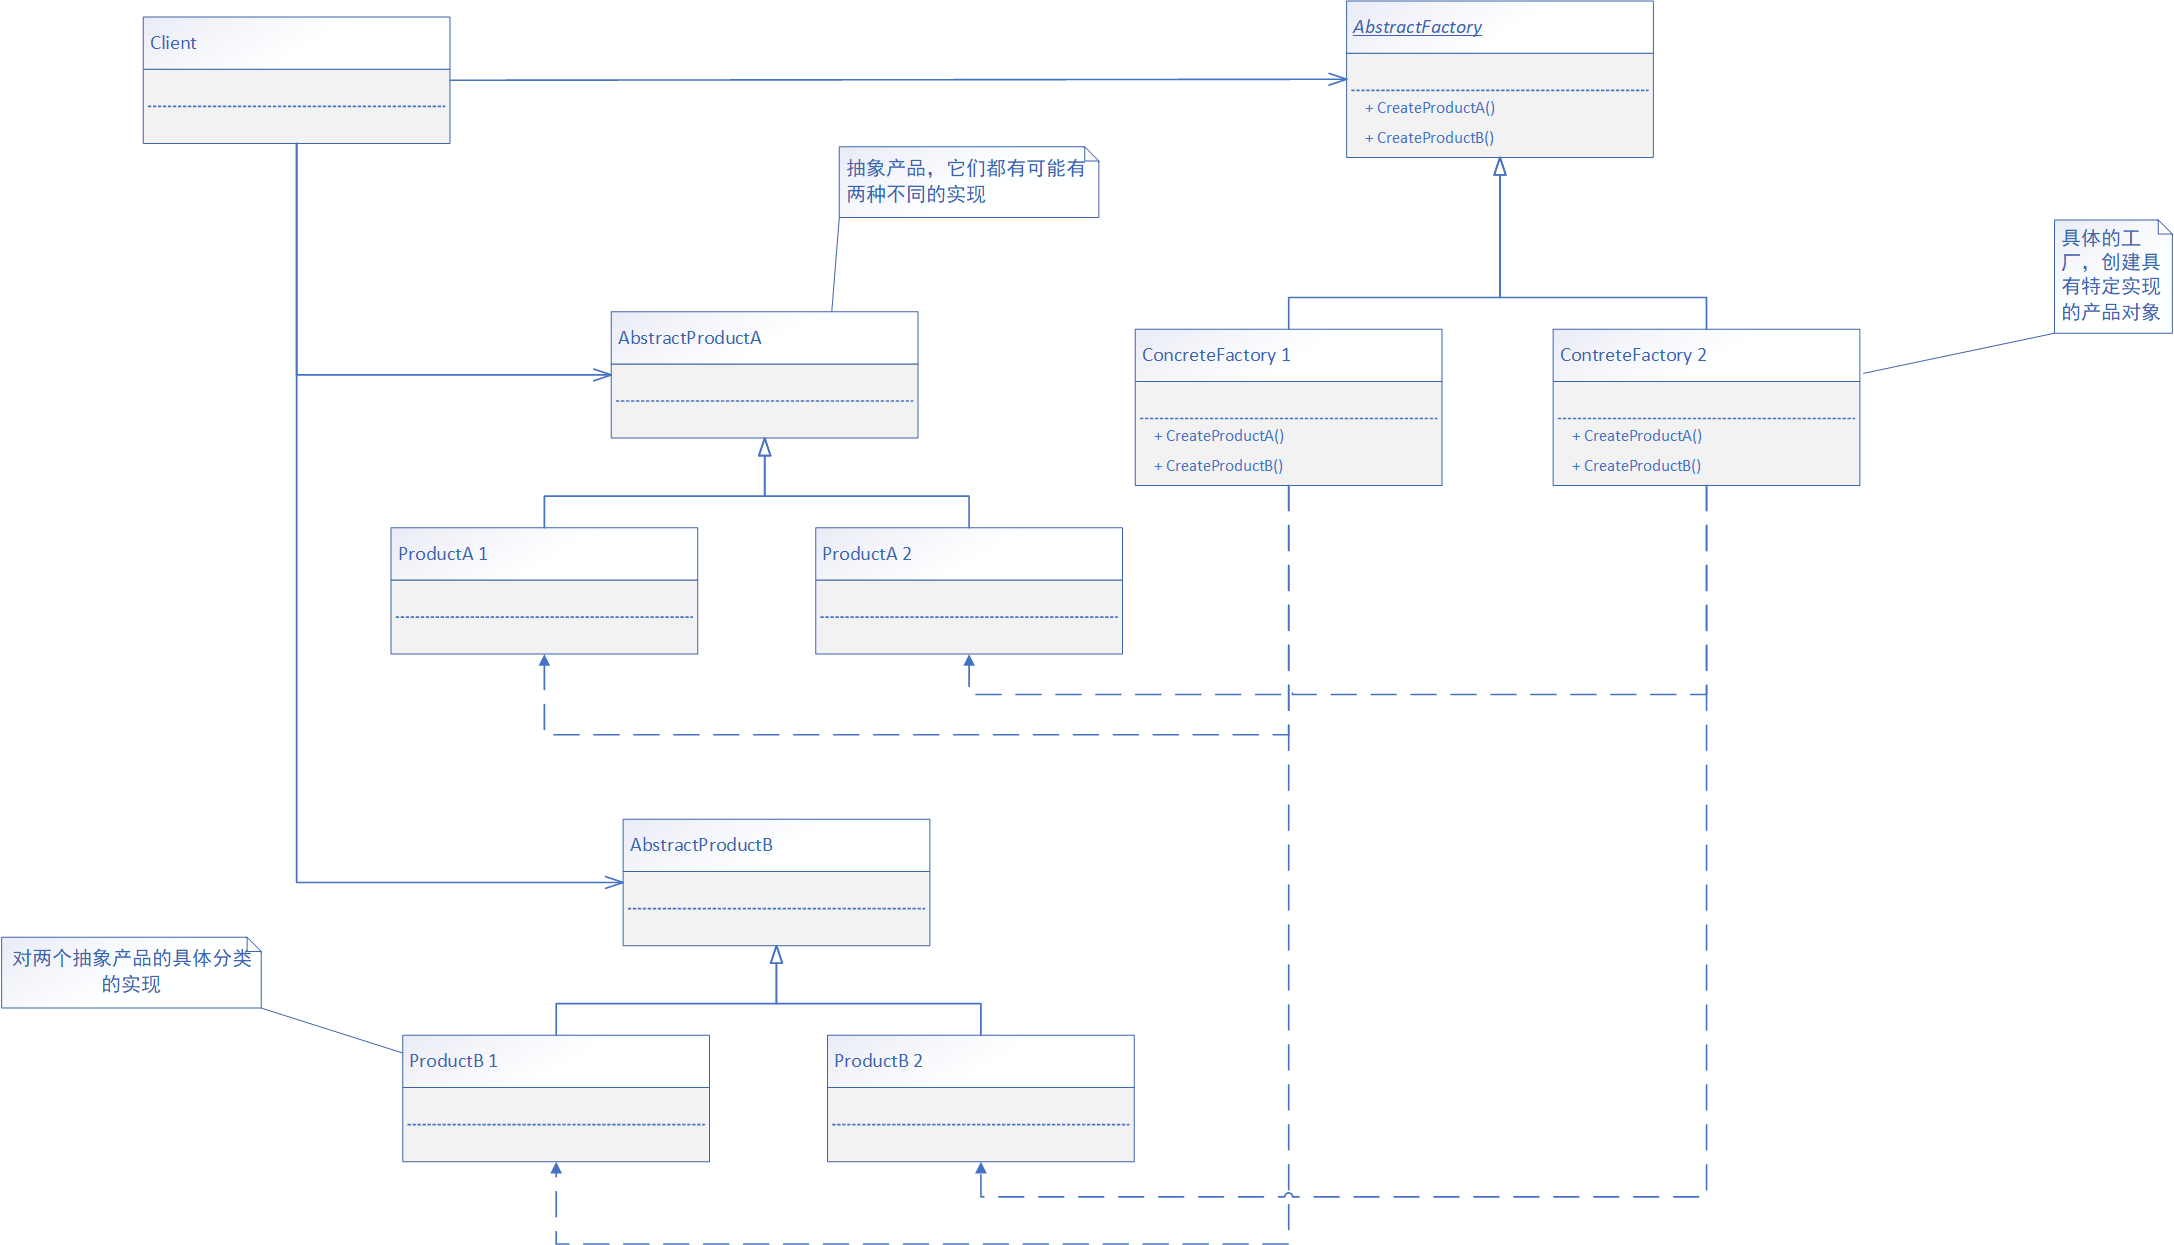 Client
AbstractFactory
+ CreateProductA()
+ CreateProductB()
抽象产品，它们都有可能有
两种不同的实现
具体的工
厂，创建具
有特定实现
的产品对象
AbstractProductA
ConcreteFactory 1
+ CreateProductA()
+ CreateProductB()
ContreteFactory 2
+ CreateProductA()
+ CreateProductB()
ProductA 1
ProductA 2
AbstractProductB
对两个抽象产品的具体分类
的实现
ProductB 1
ProductB 2